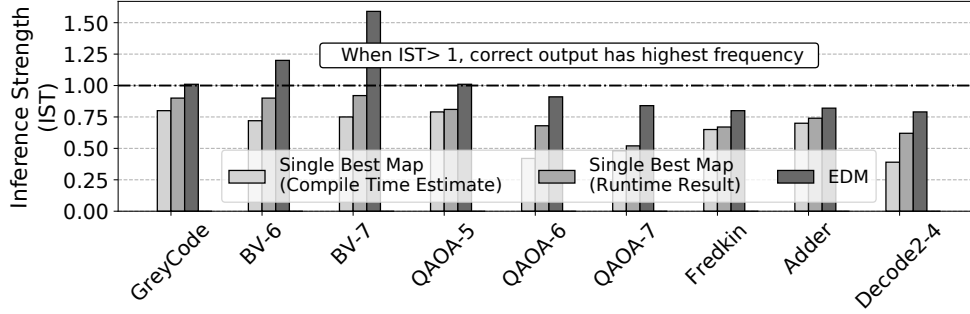 Inference Strength
(IST)
1.50
1.25
1.00
0.75
0.50
0.25
0.00
When IST> 1, correct output has highest frequency
Single Best Map
(Compile Time Estimate)
Single Best Map
(Runtime Result)
EDM
GreyCode
BV-6
BV-7
QAOA-5
QAOA-6
QAOA-7
Fredkin
Adder
Decode2-4